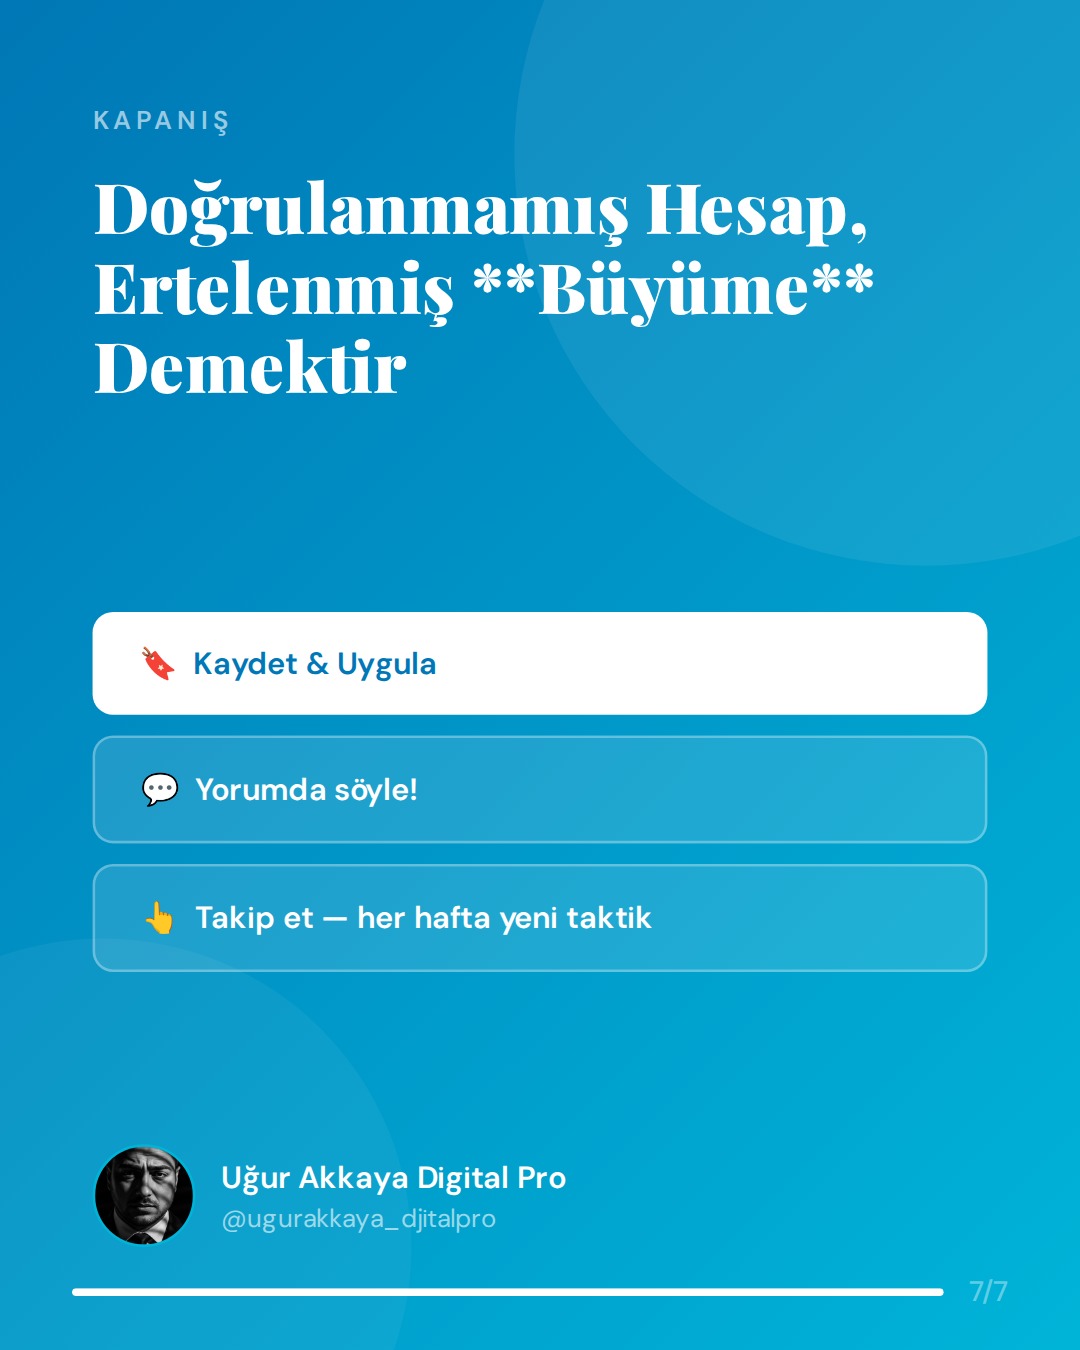 KAPANIŞ
Doğrulanmamış Hesap,
Ertelenmiş **Büyüme**
Demektir
🔖 Kaydet & Uygula
💬 Yorumda söyle!
👆 Takip et — her hafta yeni taktik
Uğur Akkaya Digital Pro
@ugurakkaya_djitalpro
7/7